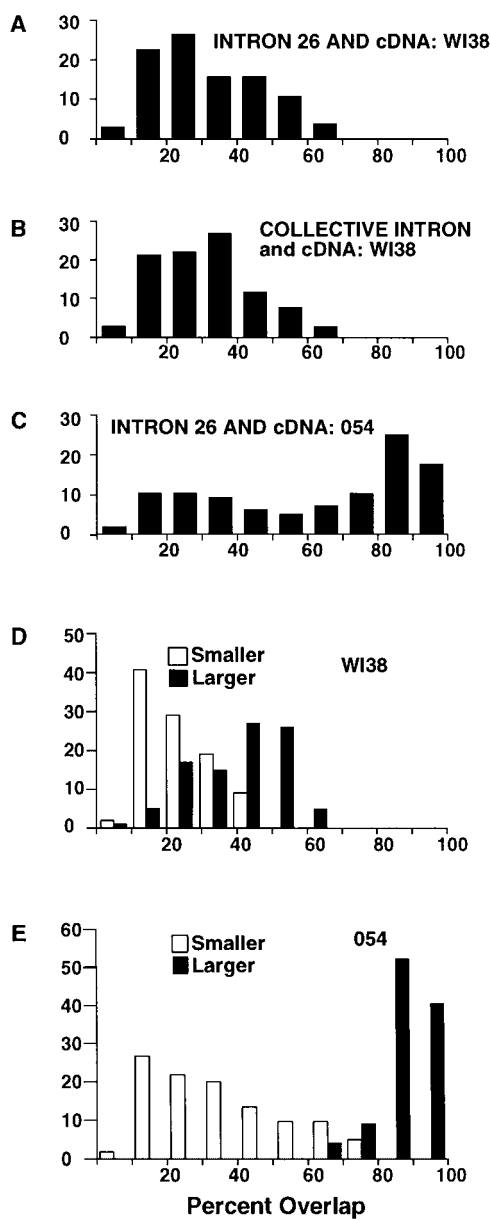 A
INTRON 26 AND cDNA: WI38
30
20
10
0
20 40 60 80 100
B
COLLECTIVE INTRON
and cDNA: WI38
30
20
10
0
20 40 60 80 100
C
INTRON 26 AND cDNA: 054
30
20
10
0
20 40 60 80 100
D
Smaller
Larger
WI38
50
40
30
20
10
0
20 40 60 80 100
E
Smaller
Larger
054
60
50
40
30
20
10
0
20 40 60 80 100
Percent Overlap